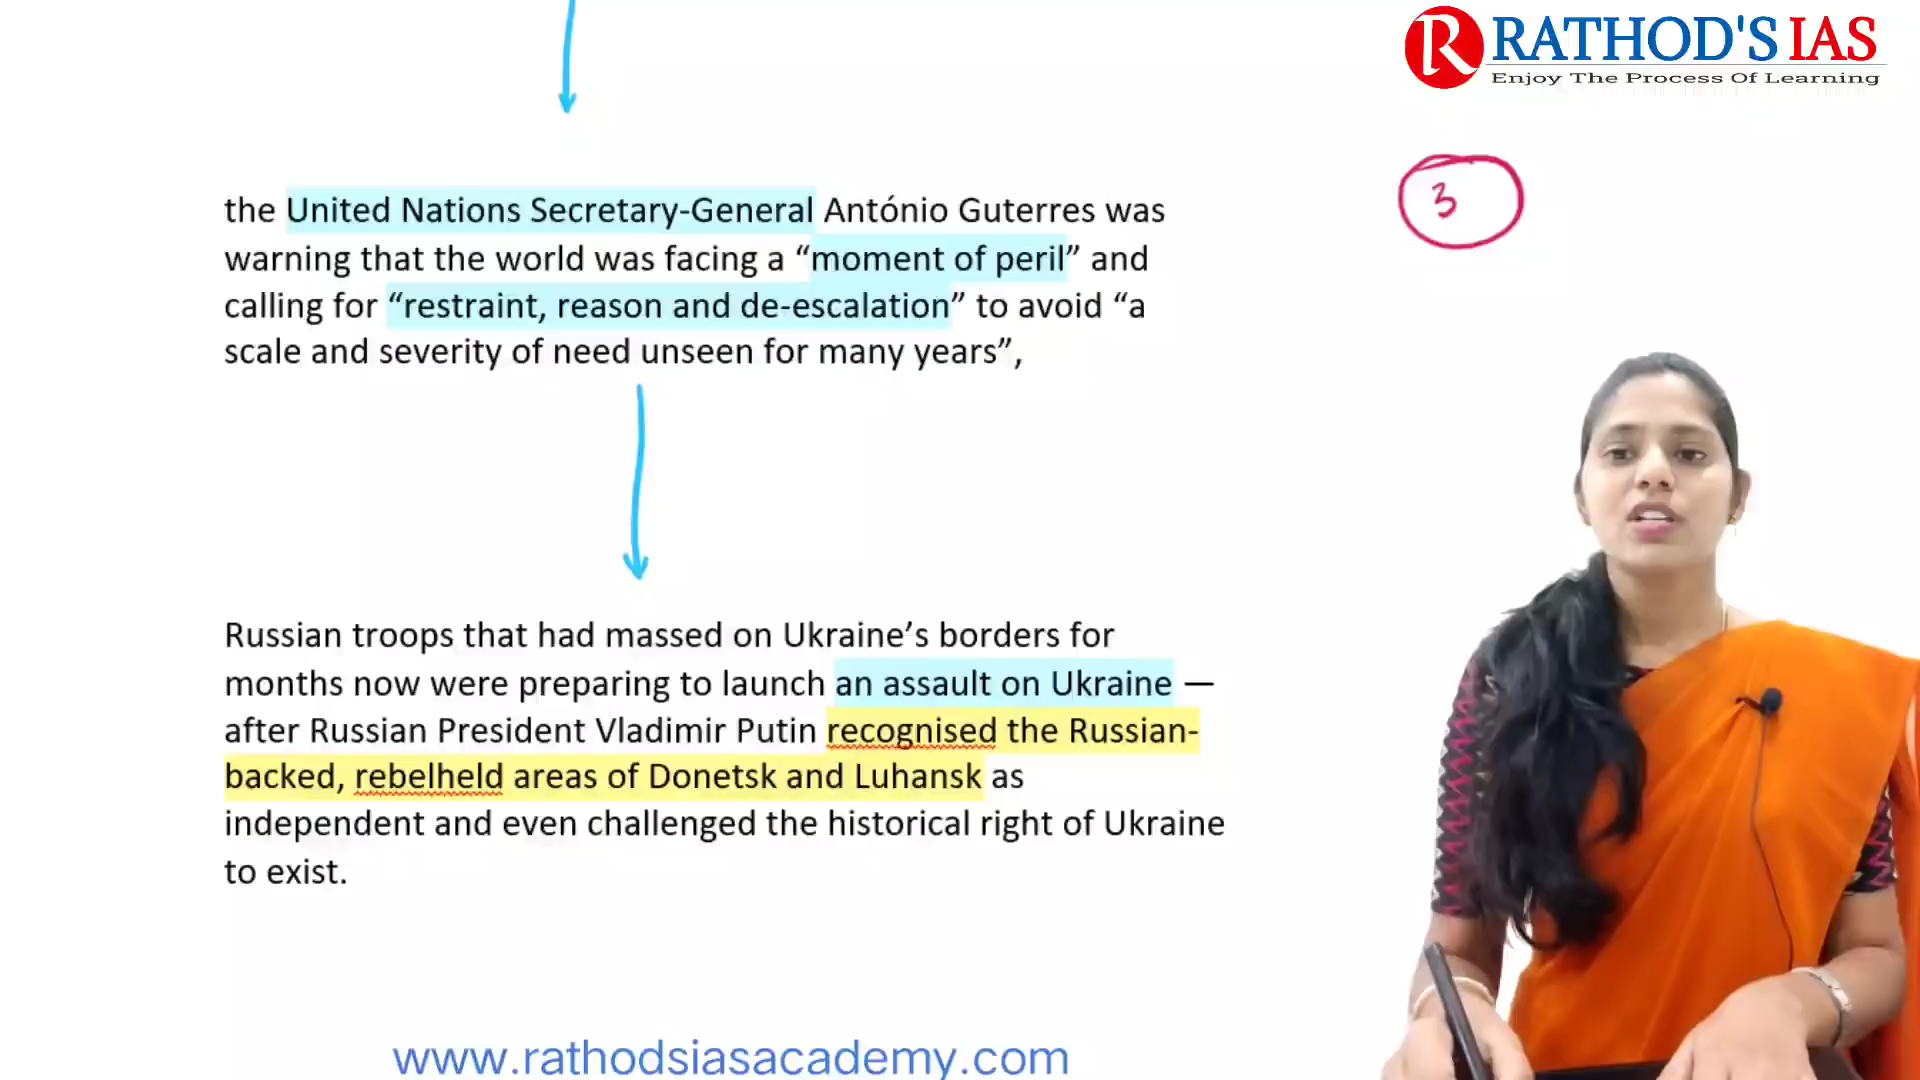 RATHOD'S IAS
Enjoy The Process Of Learning
3
the United Nations Secretary-General António Guterres was
warning that the world was facing a “moment of peril” and
calling for “restraint, reason and de-escalation” to avoid “a
scale and severity of need unseen for many years”,
Russian troops that had massed on Ukraine’s borders for
months now were preparing to launch an assault on Ukraine —
after Russian President Vladimir Putin recognised the Russian-
backed, rebelheld areas of Donetsk and Luhansk as
independent and even challenged the historical right of Ukraine
to exist.
www.rathodsiasacademy.com